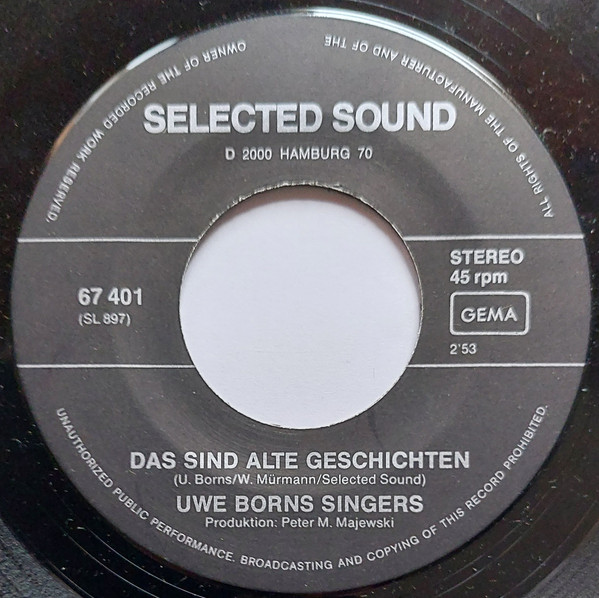 ALL RIGHTS OF THE MANUFACTURER AND OF THE OWNER OF THE RECORDED WORK RESERVED.
SELECTED SOUND
D 2000 HAMBURG 70
67 401
(SL 897)
STEREO
45 rpm
GEMA
2'53
DAS SIND ALTE GESCHICHTEN
(U. Borns/W. Mürmann/Selected Sound)
UWE BORNS SINGERS
Produktion: Peter M. Majewski
UNAUTHORIZED PUBLIC PERFORMANCE. BROADCASTING AND COPYING OF THIS RECORD PROHIBITED.